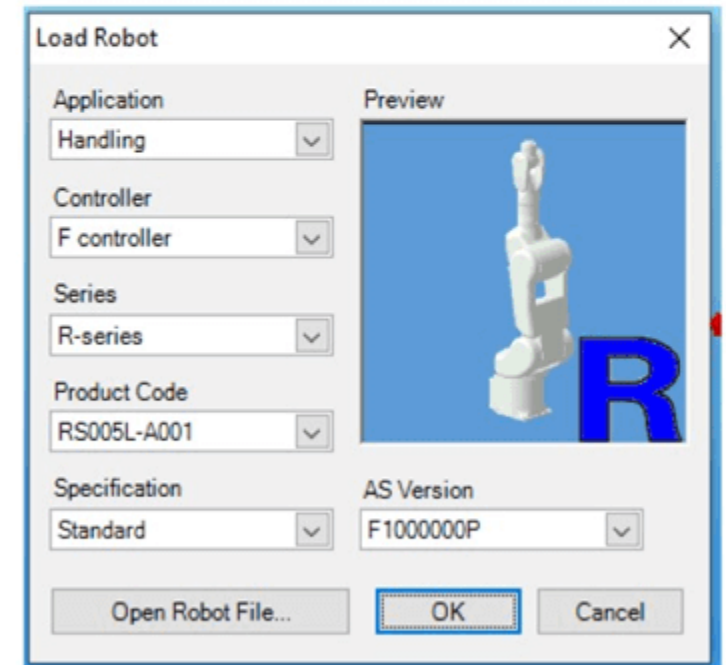 Load Robot
Application
Preview
Handling
Controller
F controller
Series
R-series
R
Product Code
RS005L-A001
Specification
AS Version
Standard
F1000000P
Open Robot File...
OK
Cancel